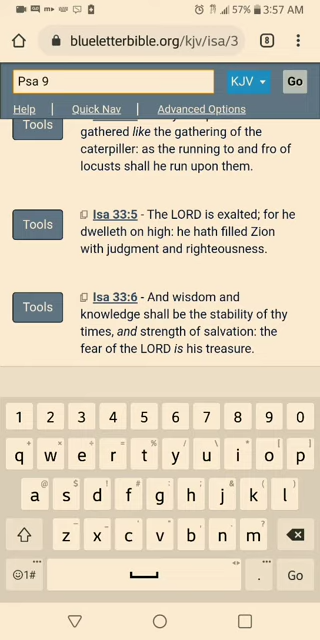 57% 3:57 AM
blueletterbible.org/kjv/isa/3
8
Psa 9 KJV Go
Help | Quick Nav | Advanced Options
Tools
gathered like the gathering of the
caterpiller: as the running to and fro of
locusts shall he run upon them.
Tools
Isa 33:5 - The LORD is exalted; for he
dwelleth on high: he hath filled Zion
with judgment and righteousness.
Tools
Isa 33:6 - And wisdom and
knowledge shall be the stability of thy
times, and strength of salvation: the
fear of the LORD is his treasure.
1 2 3 4 5 6 7 8 9 0
q w e r t y u i o p
a s d f g h j k l
z x c v b n m
☺1# . Go